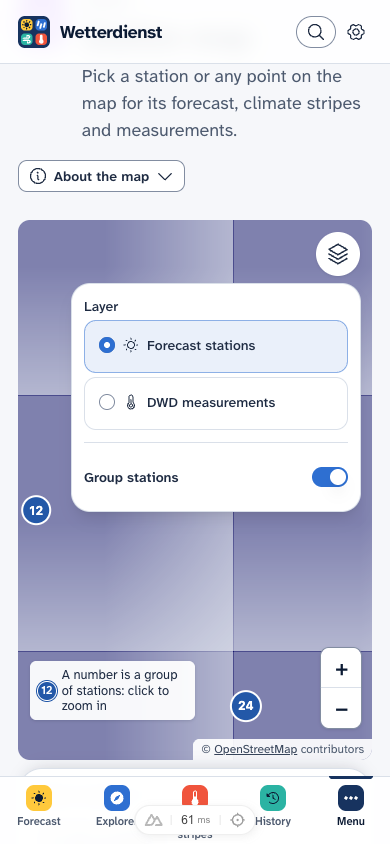 Wetterdienst
Pick a station or any point on the
map for its forecast, climate stripes
and measurements.
About the map
Layer
Forecast stations
DWD measurements
Group stations
12
12
A number is a group
of stations: click to
zoom in
24
+
−
© OpenStreetMap contributors
Forecast
Explore
61 ms
stripes
History
Menu